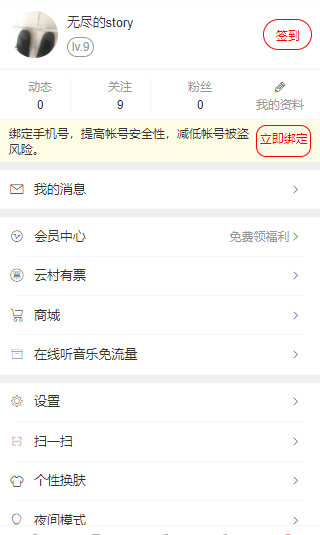 无尽的story
lv.9
签到
动态
关注
粉丝
0
9
0
我的资料
绑定手机号，提高帐号安全性，减低帐号被盗
风险。
立即绑定
我的消息
会员中心
免费领福利
云村有票
商城
在线听音乐免流量
设置
扫一扫
个性换肤
夜间模式